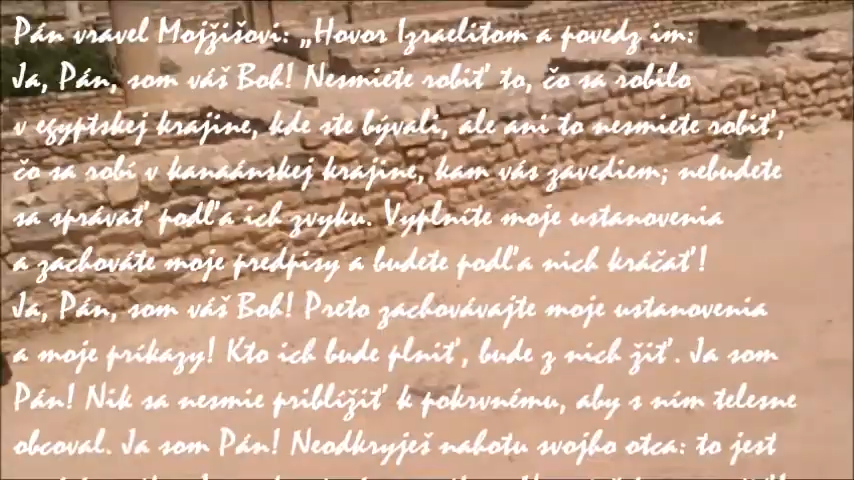 Pán vravel Mojžišovi: „Hovor Izraelitom a povedz im:
Ja, Pán, som váš Boh! Nesmiete robiť to, čo sa robilo
v egyptskej krajine, kde ste bývali, ale ani to nesmiete robiť,
čo sa robí v kanaánskej krajine, kam vás zavediem; nebudete
sa správať podľa ich zvyku. Vyplníte moje ustanovenia
a zachováte moje predpisy a budete podľa nich kráčať!
Ja, Pán, som váš Boh! Preto zachovávajte moje ustanovenia
a moje príkazy! Kto ich bude plniť, bude z nich žiť. Ja som
Pán! Nik sa nesmie priblížiť k pokrvnému, aby s ním telesne
obcoval. Ja som Pán! Neodkryješ nahotu svojho otca: to jest